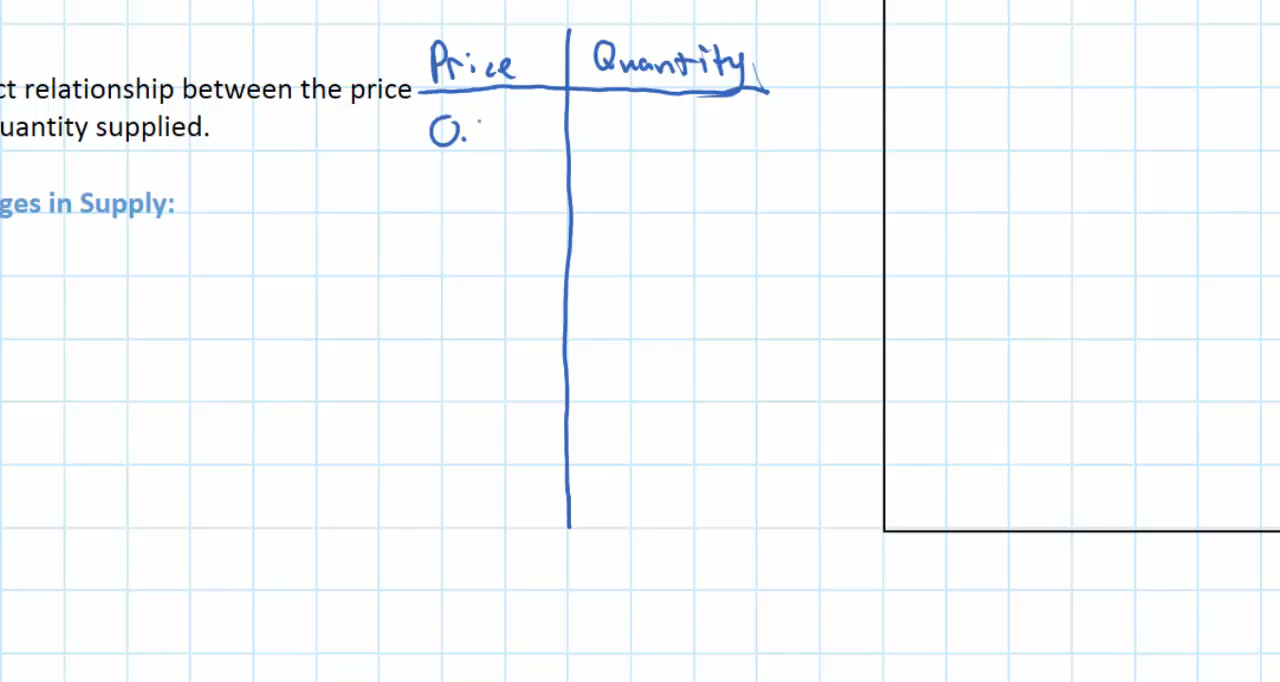 Price Quantity
ct relationship between the price
uantity supplied.
0.
ges in Supply: